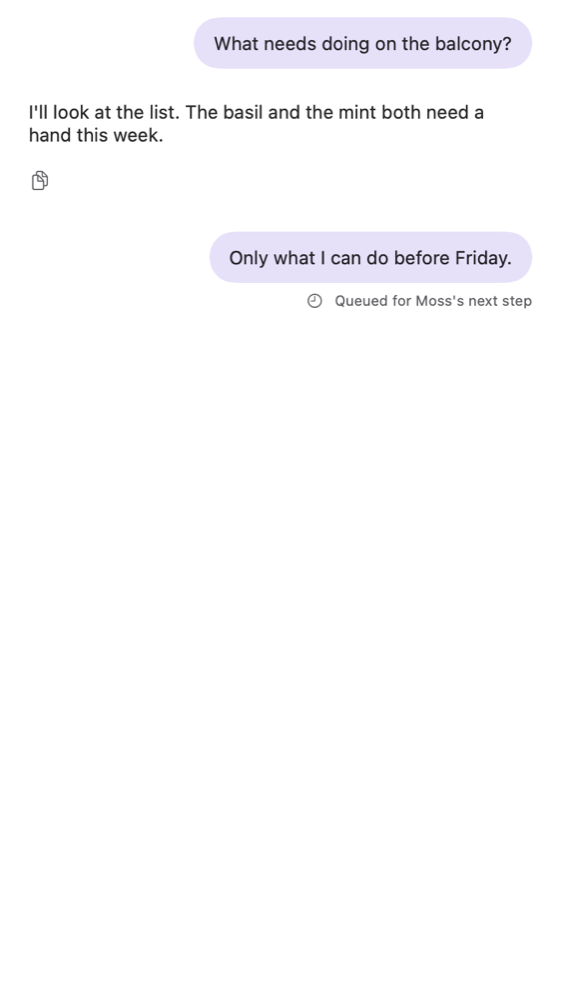 What needs doing on the balcony?
I'll look at the list. The basil and the mint both need a
hand this week.
Only what I can do before Friday.
Queued for Moss's next step